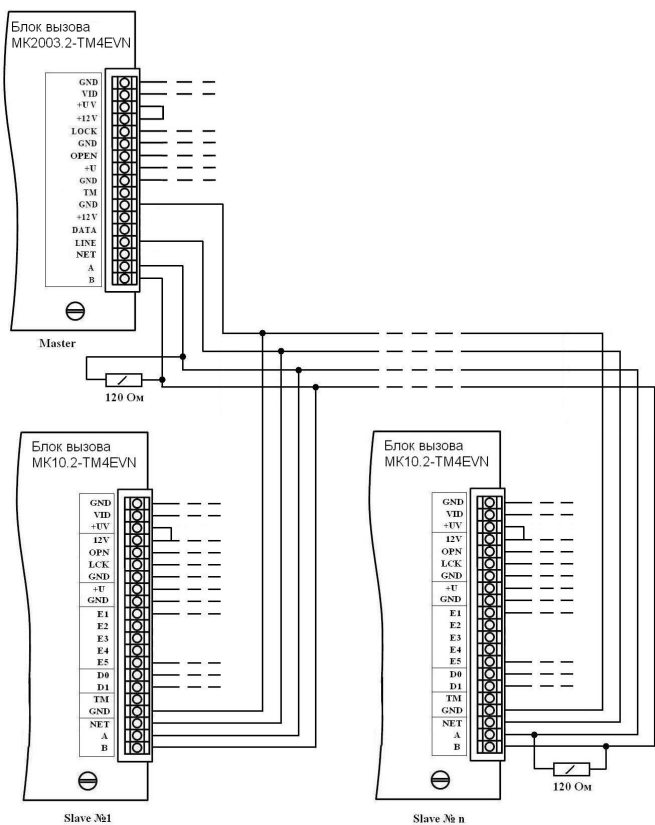 Блок вызова
МК2003.2-TM4EVN
GND
VID
+UV
+12V
LOCK
GND
OPEN
+U
GND
TM
GND
+12V
DATA
LINE
NET
A
B
Master
120 Ом
Блок вызова
МК10.2-TM4EVN
GND
VID
+UV
12V
OPN
LCK
GND
+U
GND
E1
E2
E3
E4
E5
D0
D1
TM
GND
NET
A
B
Slave №1
Блок вызова
МК10.2-TM4EVN
GND
VID
+UV
12V
OPN
LCK
GND
+U
GND
E1
E2
E3
E4
E5
D0
D1
TM
GND
NET
A
B
120 Ом
Slave № n